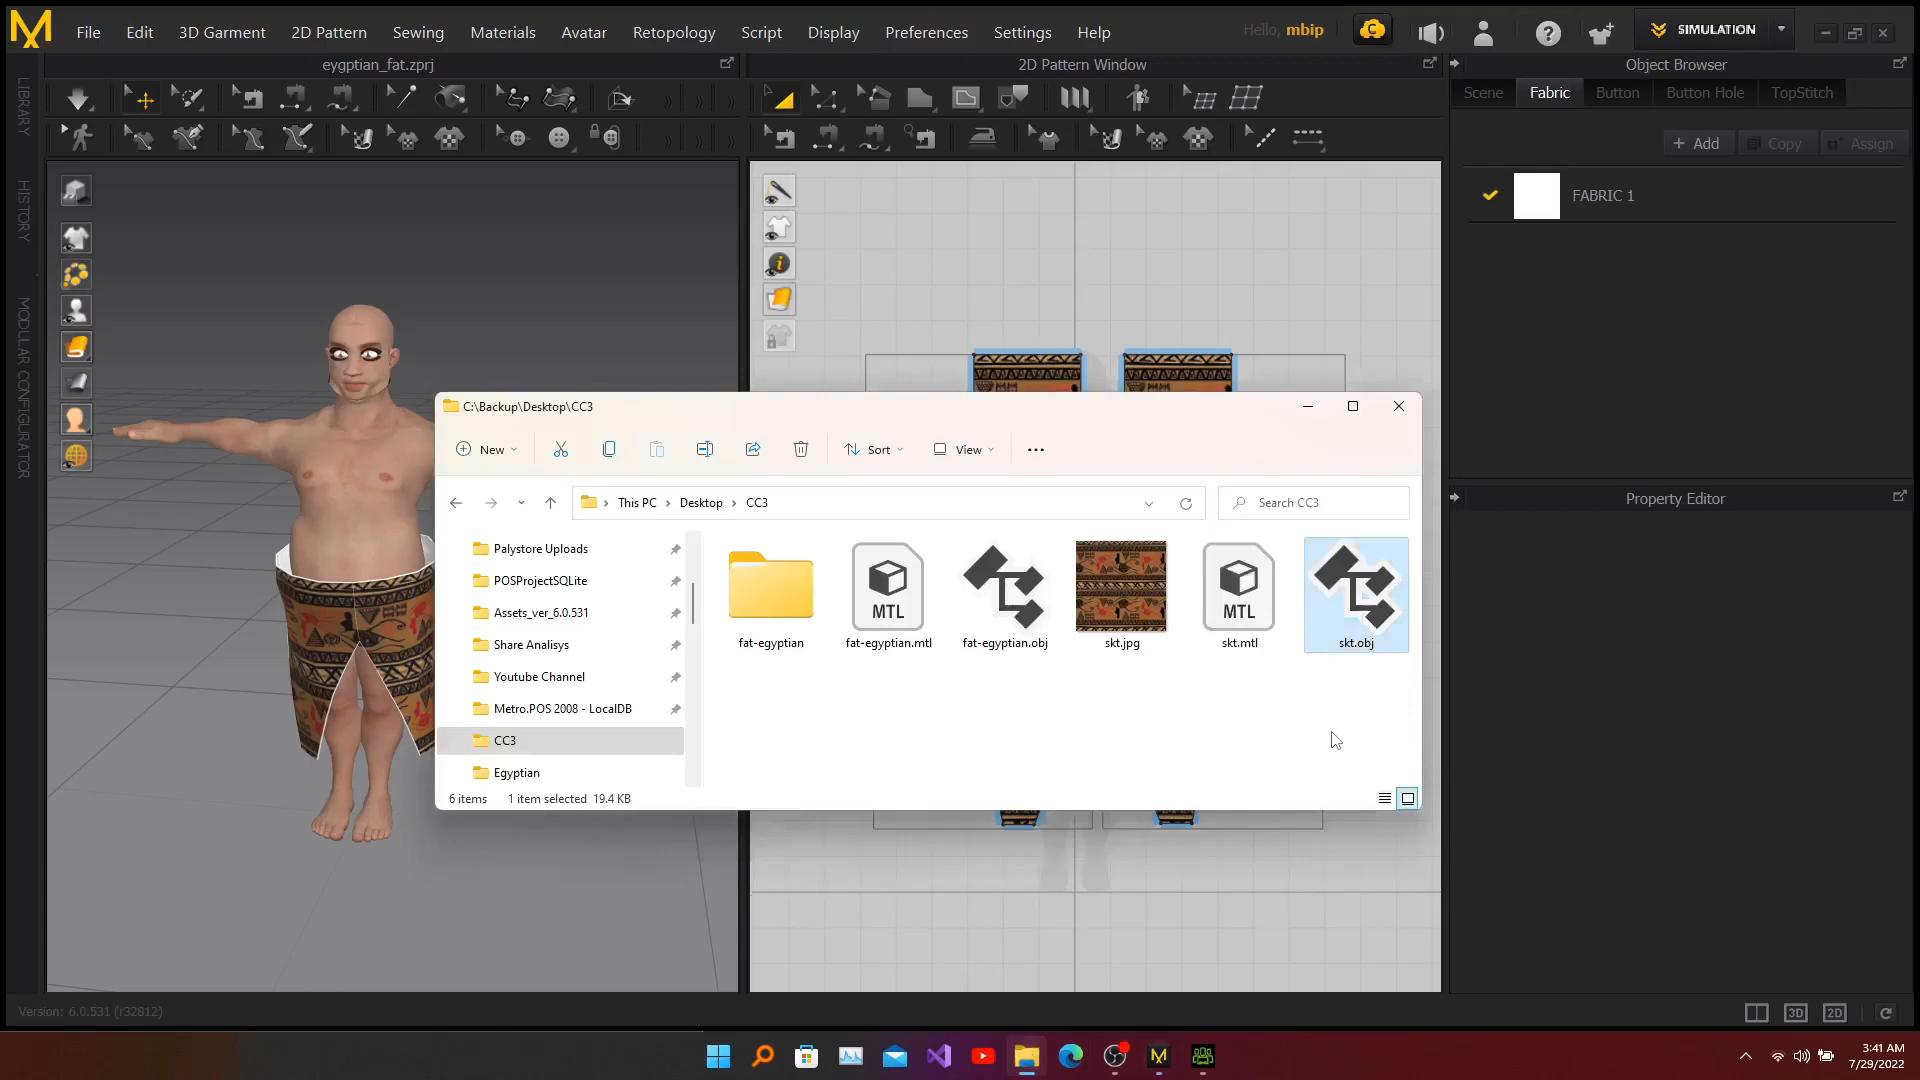 File Edit 3D Garment 2D Pattern Sewing Materials Avatar Retopology Script Display Preferences Settings Help
Hello, mbip
SIMULATION
eygptian_fat.zprj
2D Pattern Window
Object Browser
Scene Fabric Button Button Hole TopStitch
+ Add Copy Assign
FABRIC 1
LIBRARY
HISTORY
MODULAR CONFIGURATOR
C:\Backup\Desktop\CC3
New Sort View
This PC Desktop CC3
Search CC3
Palystore Uploads
POSProjectSQLite
Assets_ver_6.0.531
Share Analisys
Youtube Channel
Metro.POS 2008 - LocalDB
CC3
Egyptian
MTL
MTL
fat-egyptian fat-egyptian.mtl fat-egyptian.obj skt.jpg skt.mtl skt.obj
6 items 1 item selected 19.4 KB
Property Editor
Version: 6.0.531 (r32812)
3D 2D
3:41 AM
7/29/2022